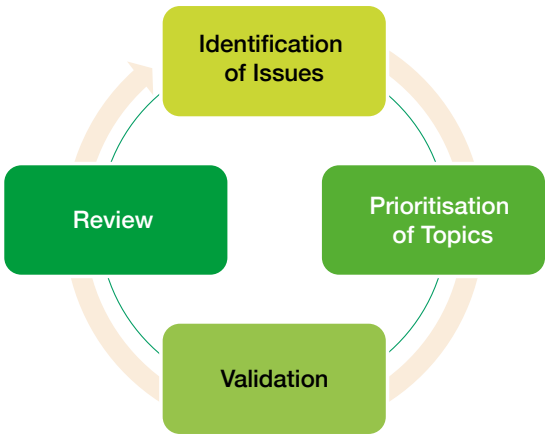 Identification
of Issues
Prioritisation
of Topics
Validation
Review